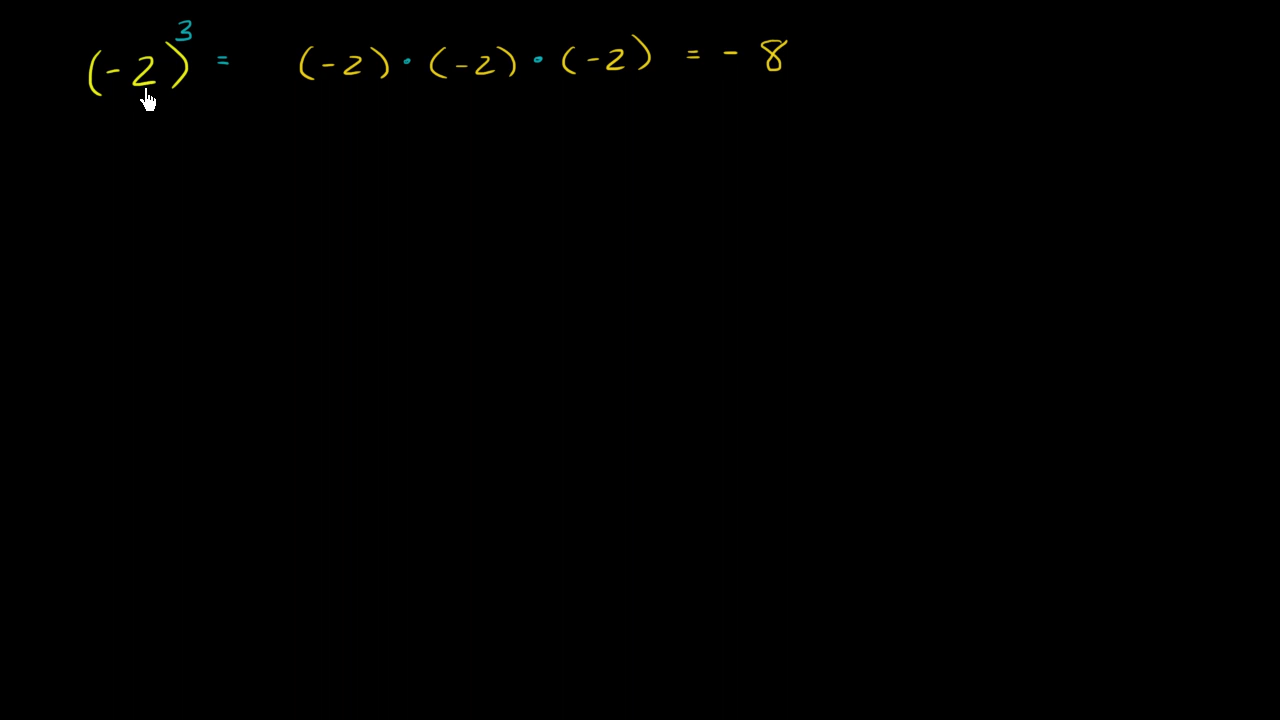 (-2)³ = (-2) · (-2) · (-2) = - 8